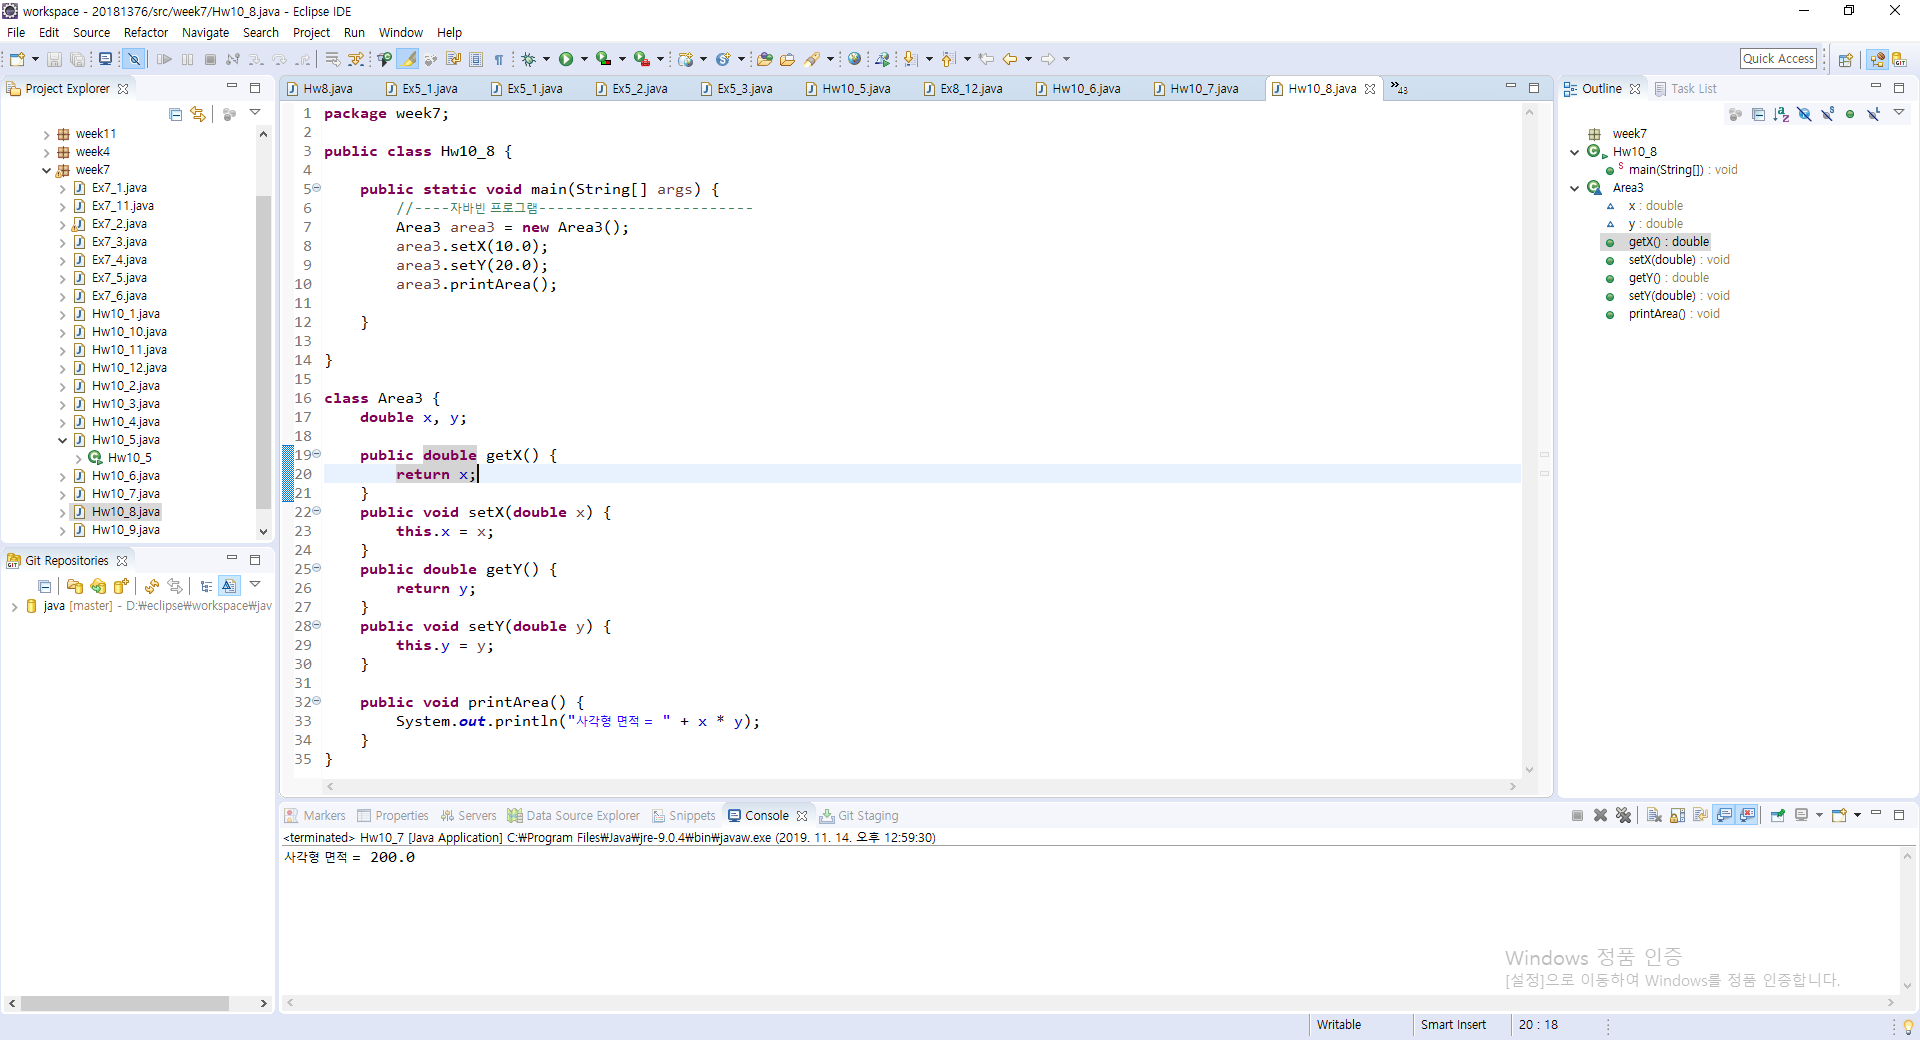 workspace - 20181376/src/week7/Hw10_8.java - Eclipse IDE
File Edit Source Refactor Navigate Search Project Run Window Help
Quick Access
Project Explorer
week11
week4
week7
Ex7_1.java
Ex7_11.java
Ex7_2.java
Ex7_3.java
Ex7_4.java
Ex7_5.java
Ex7_6.java
Hw10_1.java
Hw10_10.java
Hw10_11.java
Hw10_12.java
Hw10_2.java
Hw10_3.java
Hw10_4.java
Hw10_5.java
Hw10_5
Hw10_6.java
Hw10_7.java
Hw10_8.java
Hw10_9.java
Git Repositories
java [master] - D:₩eclipse₩workspace₩jav
Hw8.java Ex5_1.java Ex5_1.java Ex5_2.java Ex5_3.java Hw10_5.java Ex8_12.java Hw10_6.java Hw10_7.java Hw10_8.java »43
1 package week7;
2
3 public class Hw10_8 {
4
5 public static void main(String[] args) {
6 //----자바빈 프로그램------------------------
7 Area3 area3 = new Area3();
8 area3.setX(10.0);
9 area3.setY(20.0);
10 area3.printArea();
11
12 }
13
14 }
15
16 class Area3 {
17 double x, y;
18
19 public double getX() {
20 return x;
21 }
22 public void setX(double x) {
23 this.x = x;
24 }
25 public double getY() {
26 return y;
27 }
28 public void setY(double y) {
29 this.y = y;
30 }
31
32 public void printArea() {
33 System.out.println("사각형 면적 = " + x * y);
34 }
35 }
Outline Task List
week7
Hw10_8
main(String[]) : void
Area3
x : double
y : double
getX() : double
setX(double) : void
getY() : double
setY(double) : void
printArea() : void
Markers Properties Servers Data Source Explorer Snippets Console Git Staging
<terminated> Hw10_7 [Java Application] C:₩Program Files₩Java₩jre-9.0.4₩bin₩javaw.exe (2019. 11. 14. 오후 12:59:30)
사각형 면적 = 200.0
Windows 정품 인증
[설정]으로 이동하여 Windows를 정품 인증합니다.
Writable Smart Insert 20 : 18